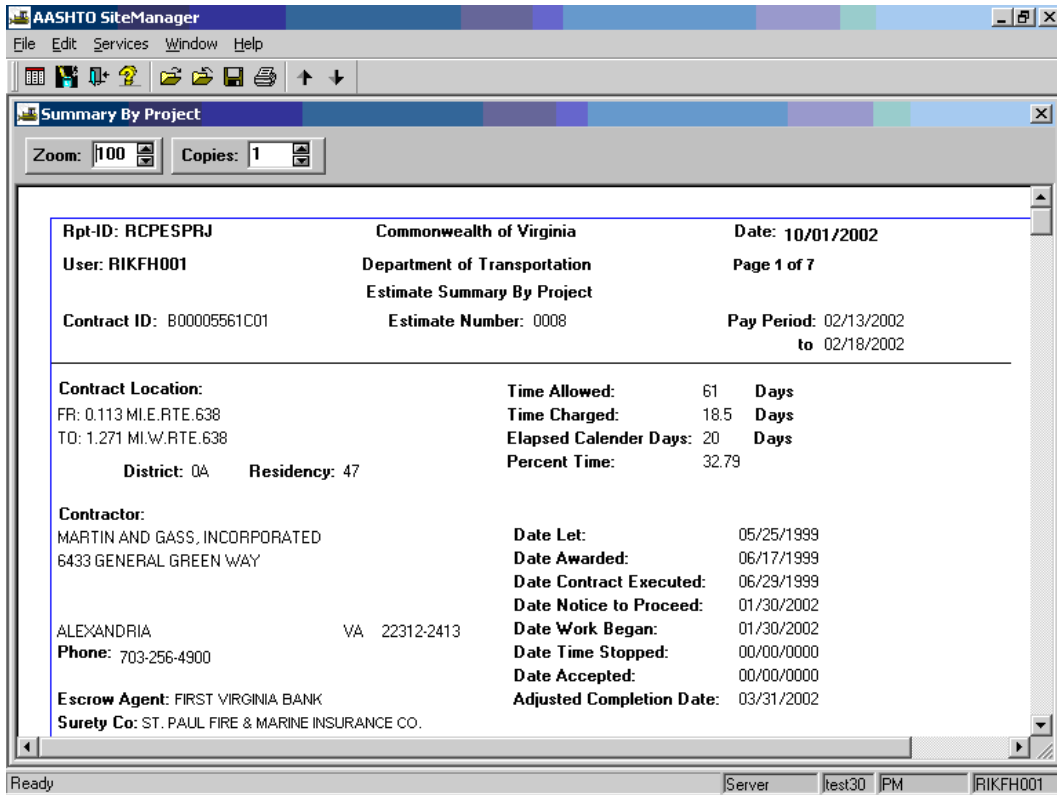 AASHTO SiteManager
File Edit Services Window Help
Summary By Project
Zoom: 100 Copies: 1
Rpt-ID: RCPESPRJ Commonwealth of Virginia Date: 10/01/2002
User: RIKFH001 Department of Transportation Page 1 of 7
Estimate Summary By Project
Contract ID: B00005561C01 Estimate Number: 0008 Pay Period: 02/13/2002
to 02/18/2002
Contract Location:
FR: 0.113 MI.E.RTE.638
TO: 1.271 MI.W.RTE.638
District: 0A Residency: 47
Time Allowed: 61 Days
Time Charged: 18.5 Days
Elapsed Calender Days: 20 Days
Percent Time: 32.79
Contractor:
MARTIN AND GASS, INCORPORATED
6433 GENERAL GREEN WAY
ALEXANDRIA VA 22312-2413
Phone: 703-256-4900
Escrow Agent: FIRST VIRGINIA BANK
Surety Co: ST. PAUL FIRE & MARINE INSURANCE CO.
Date Let: 05/25/1999
Date Awarded: 06/17/1999
Date Contract Executed: 06/29/1999
Date Notice to Proceed: 01/30/2002
Date Work Began: 01/30/2002
Date Time Stopped: 00/00/0000
Date Accepted: 00/00/0000
Adjusted Completion Date: 03/31/2002
Ready Server test30 PM RIKFH001